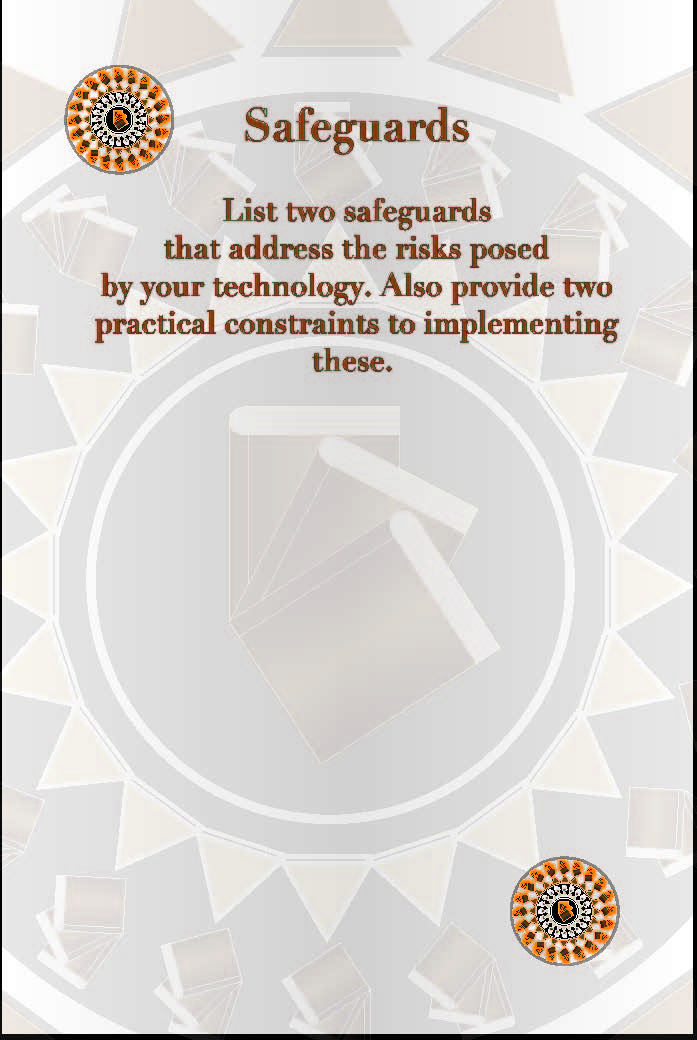 Safeguards
List two safeguards
that address the risks posed
by your technology. Also provide two
practical constraints to implementing
these.